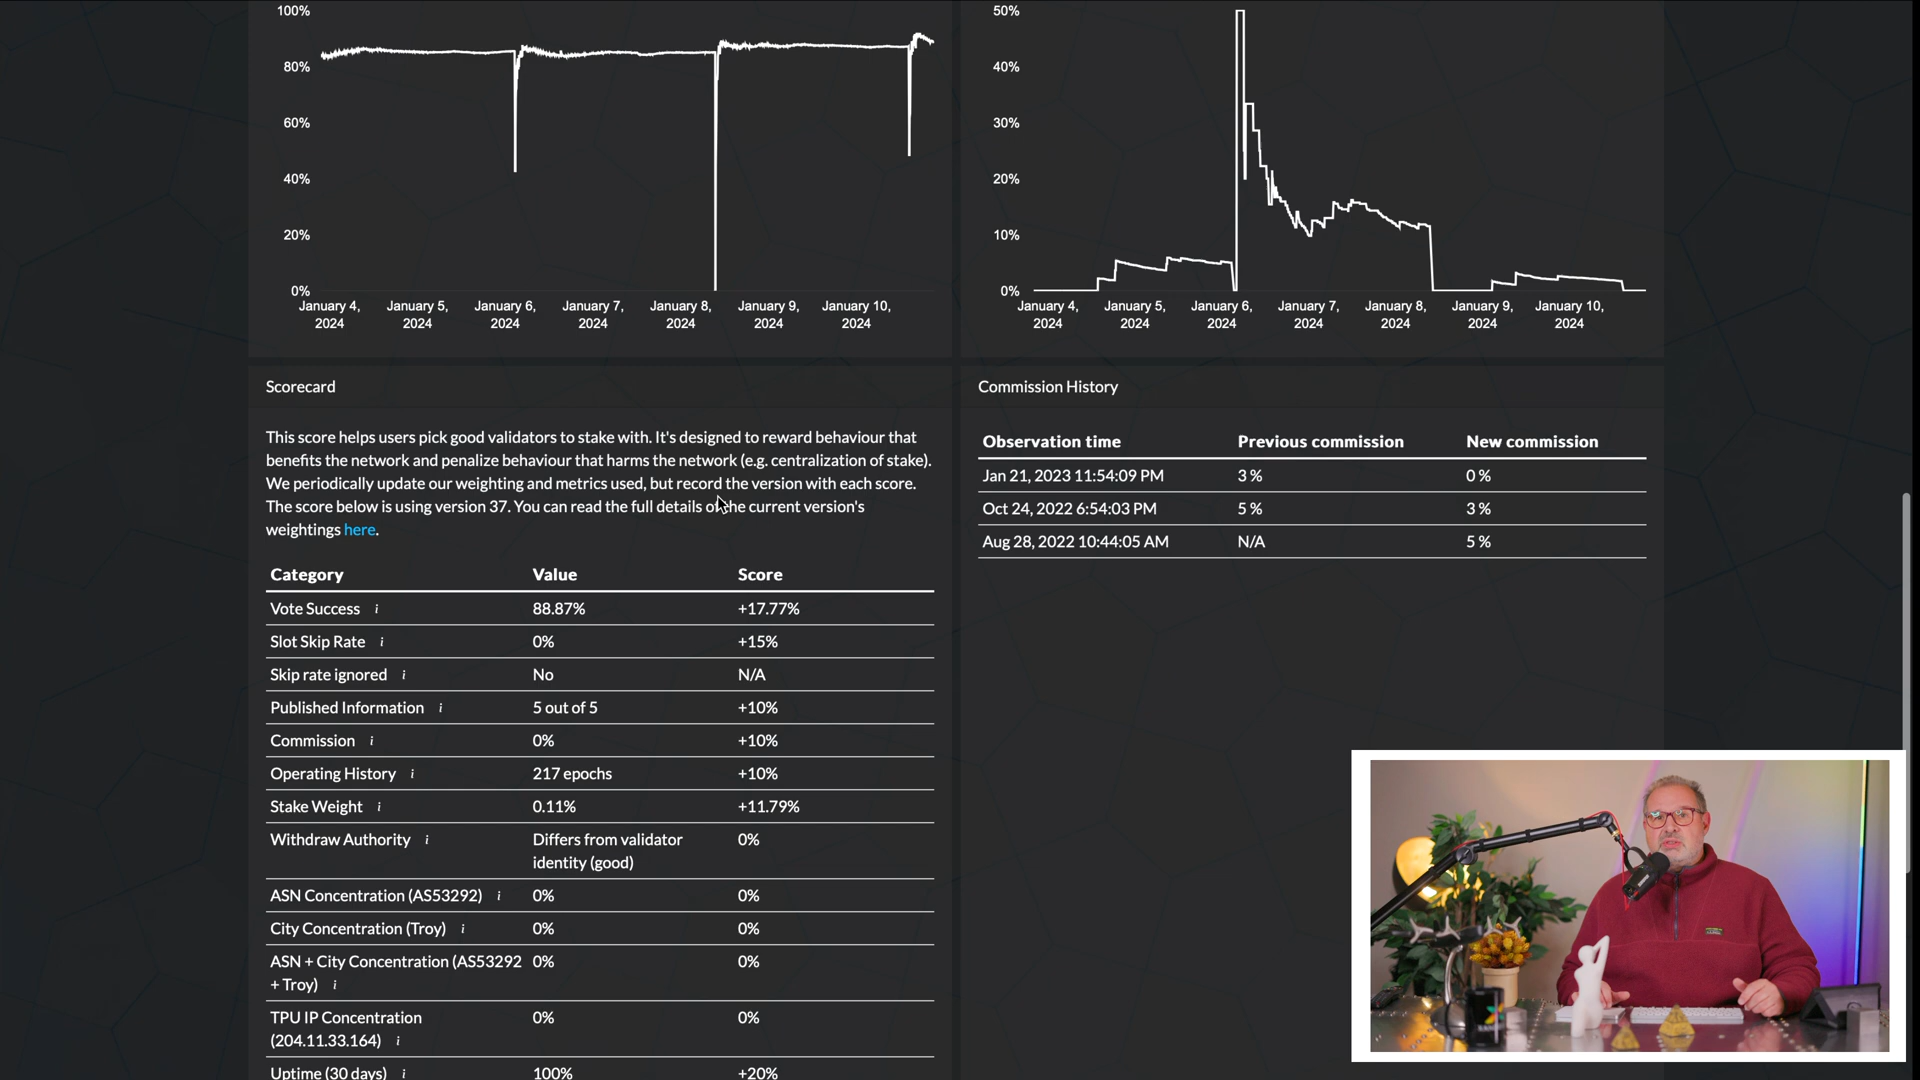 100%
80%
60%
40%
20%
0%
January 4, 2024
January 5, 2024
January 6, 2024
January 7, 2024
January 8, 2024
January 9, 2024
January 10, 2024
50%
40%
30%
20%
10%
0%
January 4, 2024
January 5, 2024
January 6, 2024
January 7, 2024
January 8, 2024
January 9, 2024
January 10, 2024
Scorecard
This score helps users pick good validators to stake with. It's designed to reward behaviour that
benefits the network and penalize behaviour that harms the network (e.g. centralization of stake).
We periodically update our weighting and metrics used, but record the version with each score.
The score below is using version 37. You can read the full details of the current version's
weightings here.
Category Value Score
Vote Success i 88.87% +17.77%
Slot Skip Rate i 0% +15%
Skip rate ignored i No N/A
Published Information i 5 out of 5 +10%
Commission i 0% +10%
Operating History i 217 epochs +10%
Stake Weight i 0.11% +11.79%
Withdraw Authority i Differs from validator 0%
identity (good)
ASN Concentration (AS53292) i 0% 0%
City Concentration (Troy) i 0% 0%
ASN + City Concentration (AS53292 0% 0%
+ Troy) i
TPU IP Concentration 0% 0%
(204.11.33.164) i
Uptime (30 days) i 100% +20%
Commission History
Observation time Previous commission New commission
Jan 21, 2023 11:54:09 PM 3 % 0 %
Oct 24, 2022 6:54:03 PM 5 % 3 %
Aug 28, 2022 10:44:05 AM N/A 5 %